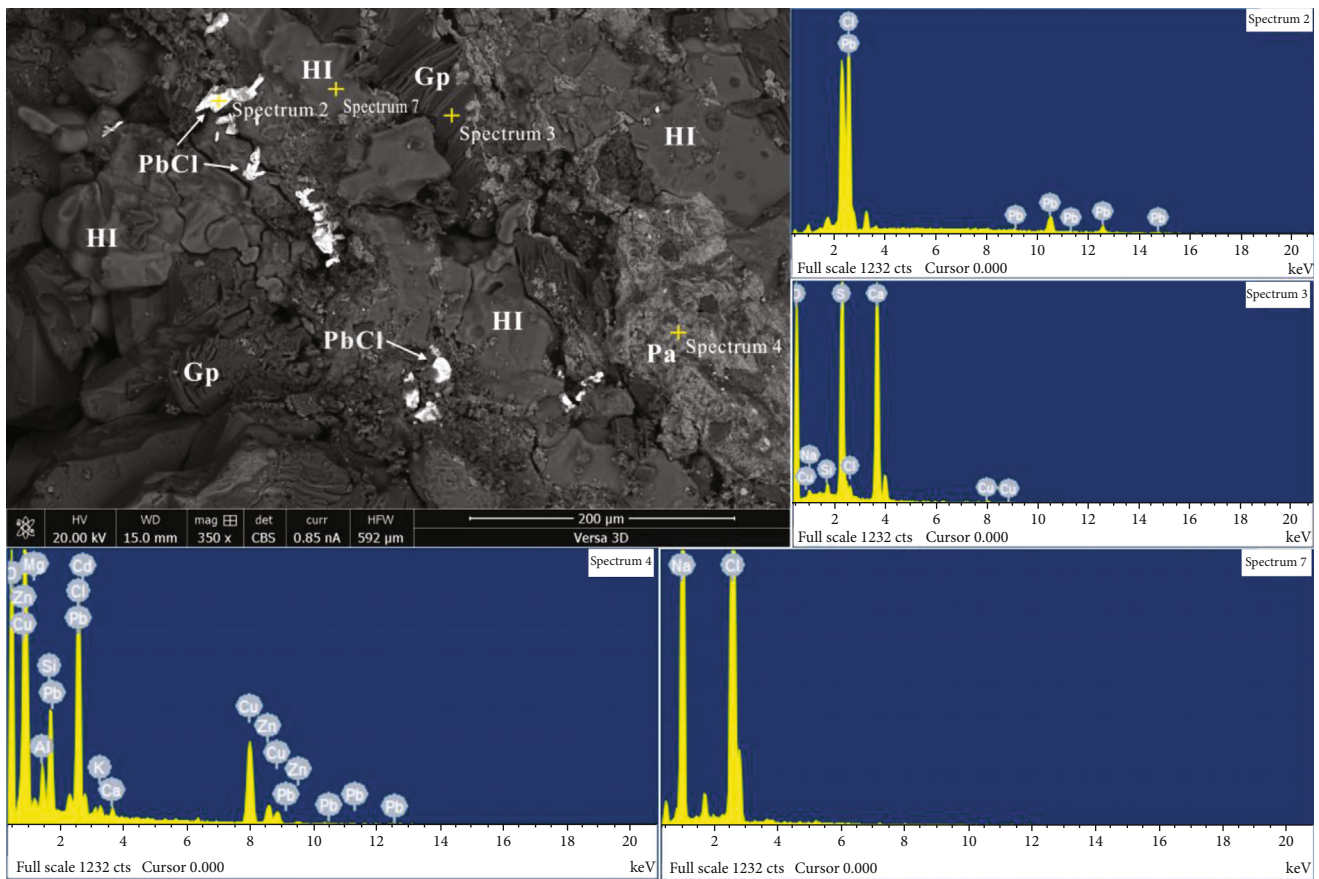 HI
Gp
Spectrum 2
Spectrum 7
Spectrum 3
HI
PbCl
HI
HI
PbCl
Pa
Spectrum 4
Gp
HV WD mag det curr HFW 200 µm
20.00 kV 15.0 mm 350 x CBS 0.85 nA 592 µm Versa 3D
Spectrum 2
Cl
Pb
Pb Pb Pb Pb Pb
2 4 6 8 10 12 14 16 18 20
Full scale 1232 cts Cursor 0.000 keV
Spectrum 3
O S Ca
Na
Cu Si Cl Cu Cu
2 4 6 8 10 12 14 16 18 20
Full scale 1232 cts Cursor 0.000 keV
Spectrum 4
O Mg Cd
Zn Cl
Cu Pb
Si
Pb
Al
K
Ca
Cu
Zn
Cu
Zn
Pb Pb Pb Pb
2 4 6 8 10 12 14 16 18 20
Full scale 1232 cts Cursor 0.000 keV
Spectrum 7
Na Cl
2 4 6 8 10 12 14 16 18 20
Full scale 1232 cts Cursor 0.000 keV